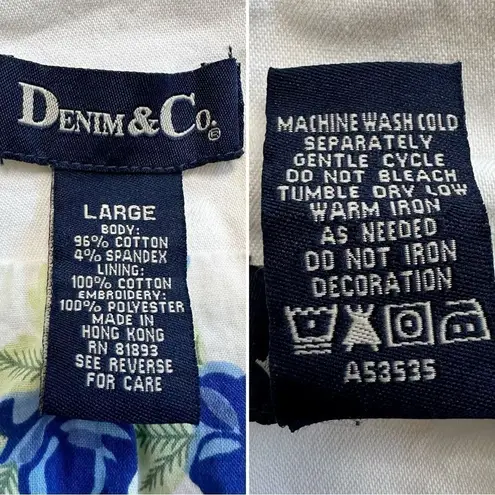 DENIM & CO.®
LARGE
BODY:
96% COTTON
4% SPANDEX
LINING:
100% COTTON
EMBROIDERY:
100% POLYESTER
MADE IN
HONG KONG
RN 81893
SEE REVERSE
FOR CARE
MACHINE WASH COLD
SEPARATELY
GENTLE CYCLE
DO NOT BLEACH
TUMBLE DRY LOW
WARM IRON
AS NEEDED
DO NOT IRON
DECORATION
A53535